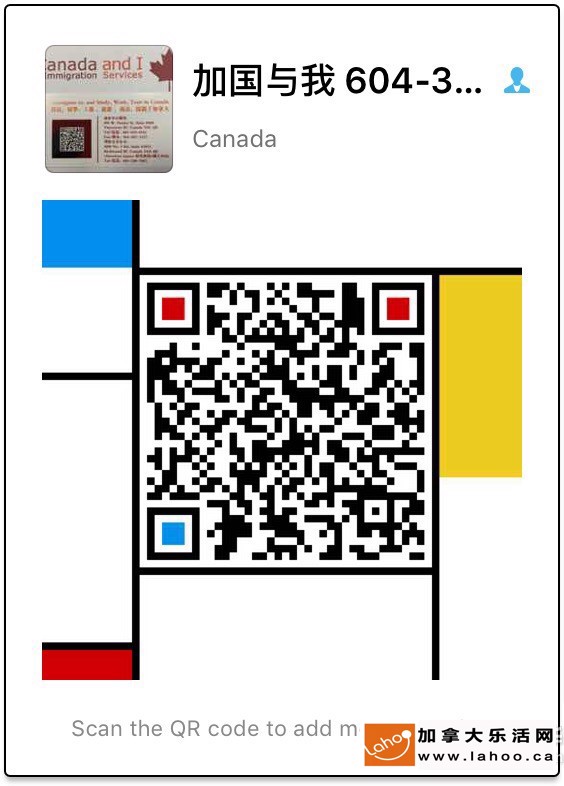 Canada and I
Immigration Services
加国与我 604-3...
Canada
Scan the QR code to add m
Lahoo
加拿大乐活网
www.lahoo.ca